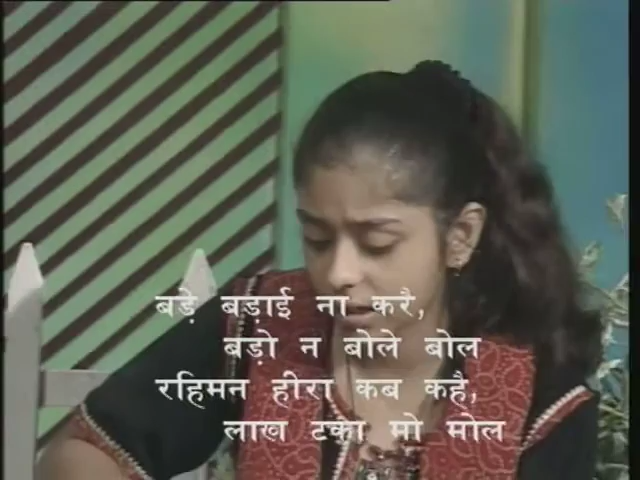 बड़े बड़ाई ना करै,
बड़ो न बोले बोल
रहिमन हीरा कब कहै,
लाख टका मो मोल